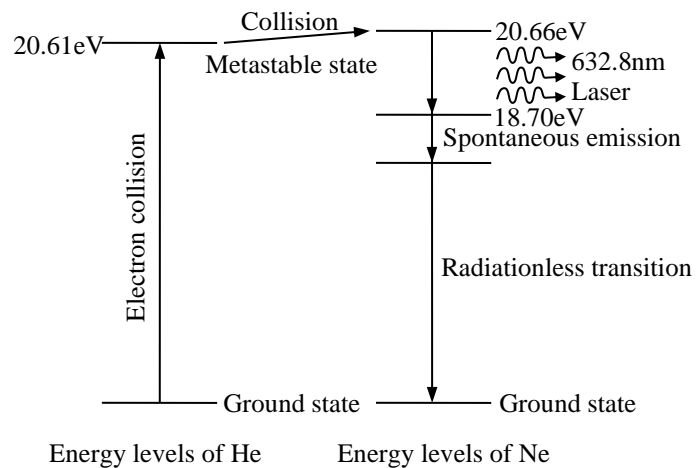 Collision
20.61eV
20.66eV
Metastable state
632.8nm
Laser
18.70eV
Spontaneous emission
Electron collision
Radiationless transition
Ground state
Ground state
Energy levels of He
Energy levels of Ne